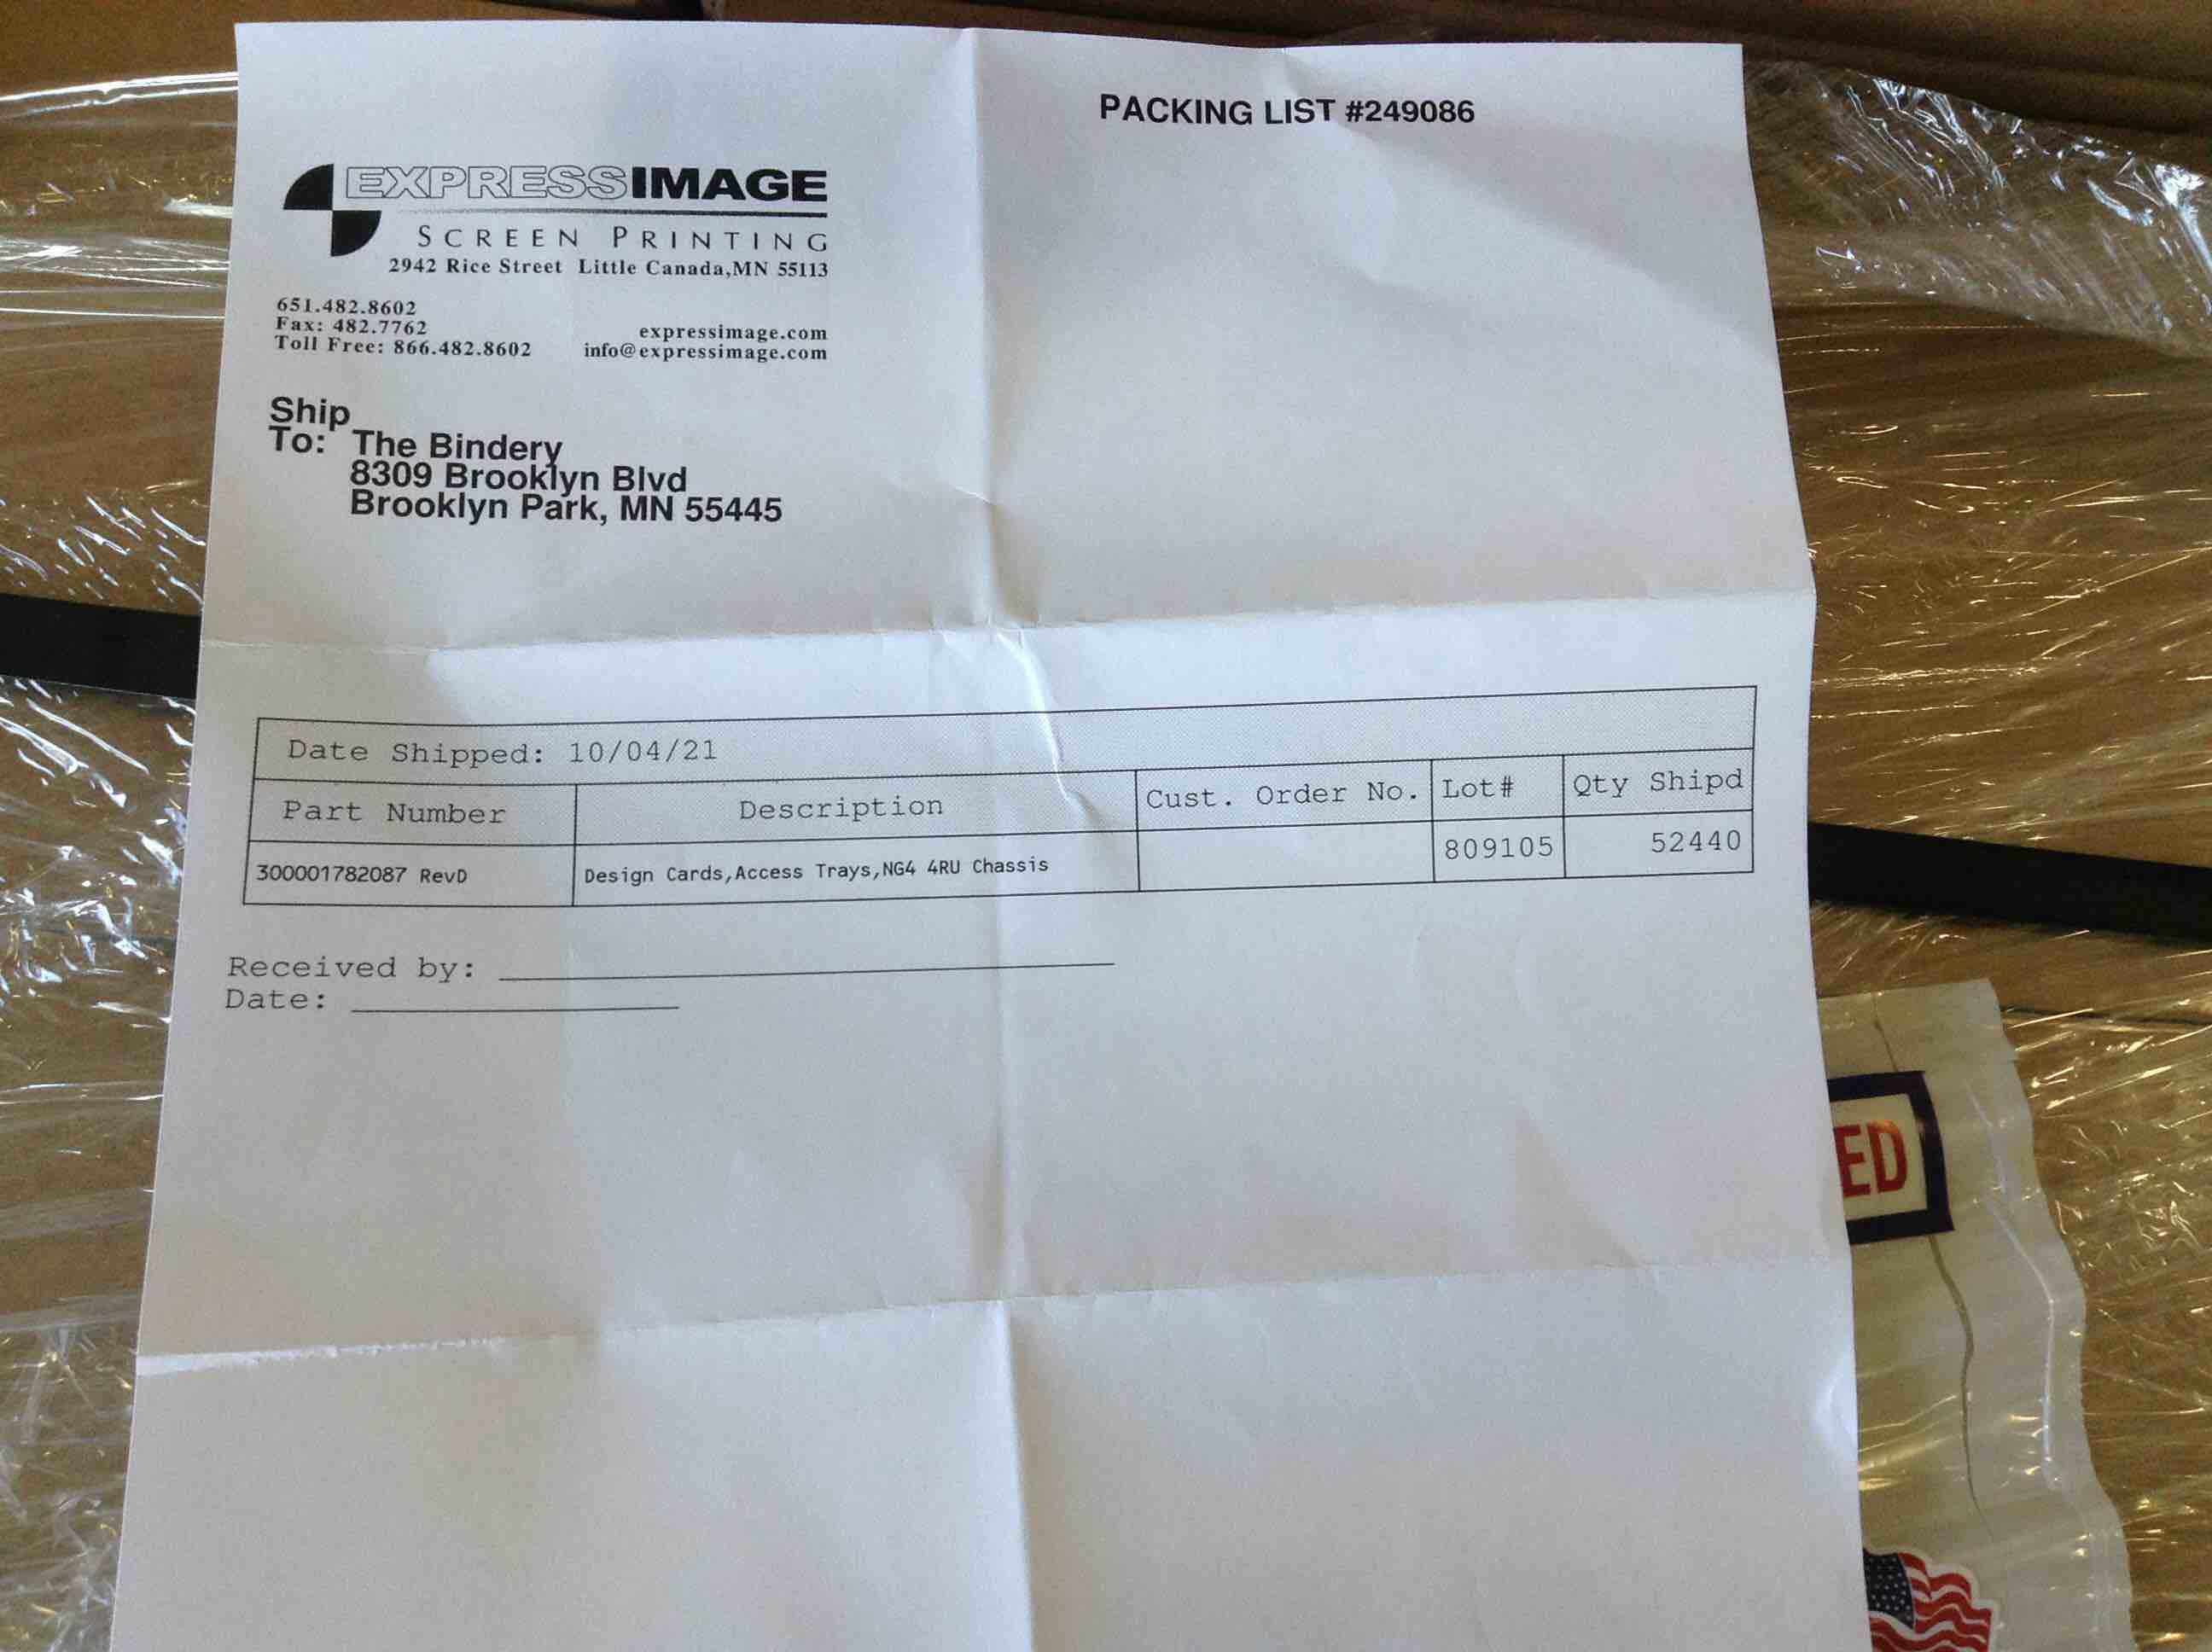 PACKING LIST #249086
EXPRESSIMAGE
SCREEN PRINTING
2942 Rice Street Little Canada,MN 55113
651.482.8602
Fax: 482.7762
Toll Free: 866.482.8602
expressimage.com
info@expressimage.com
Ship
To: The Bindery
8309 Brooklyn Blvd
Brooklyn Park, MN 55445
Date Shipped: 10/04/21
Part Number Description Cust. Order No. Lot# Qty Shipd
300001782087 RevD Design Cards,Access Trays,NG4 4RU Chassis 809105 52440
Received by:
Date:
ED